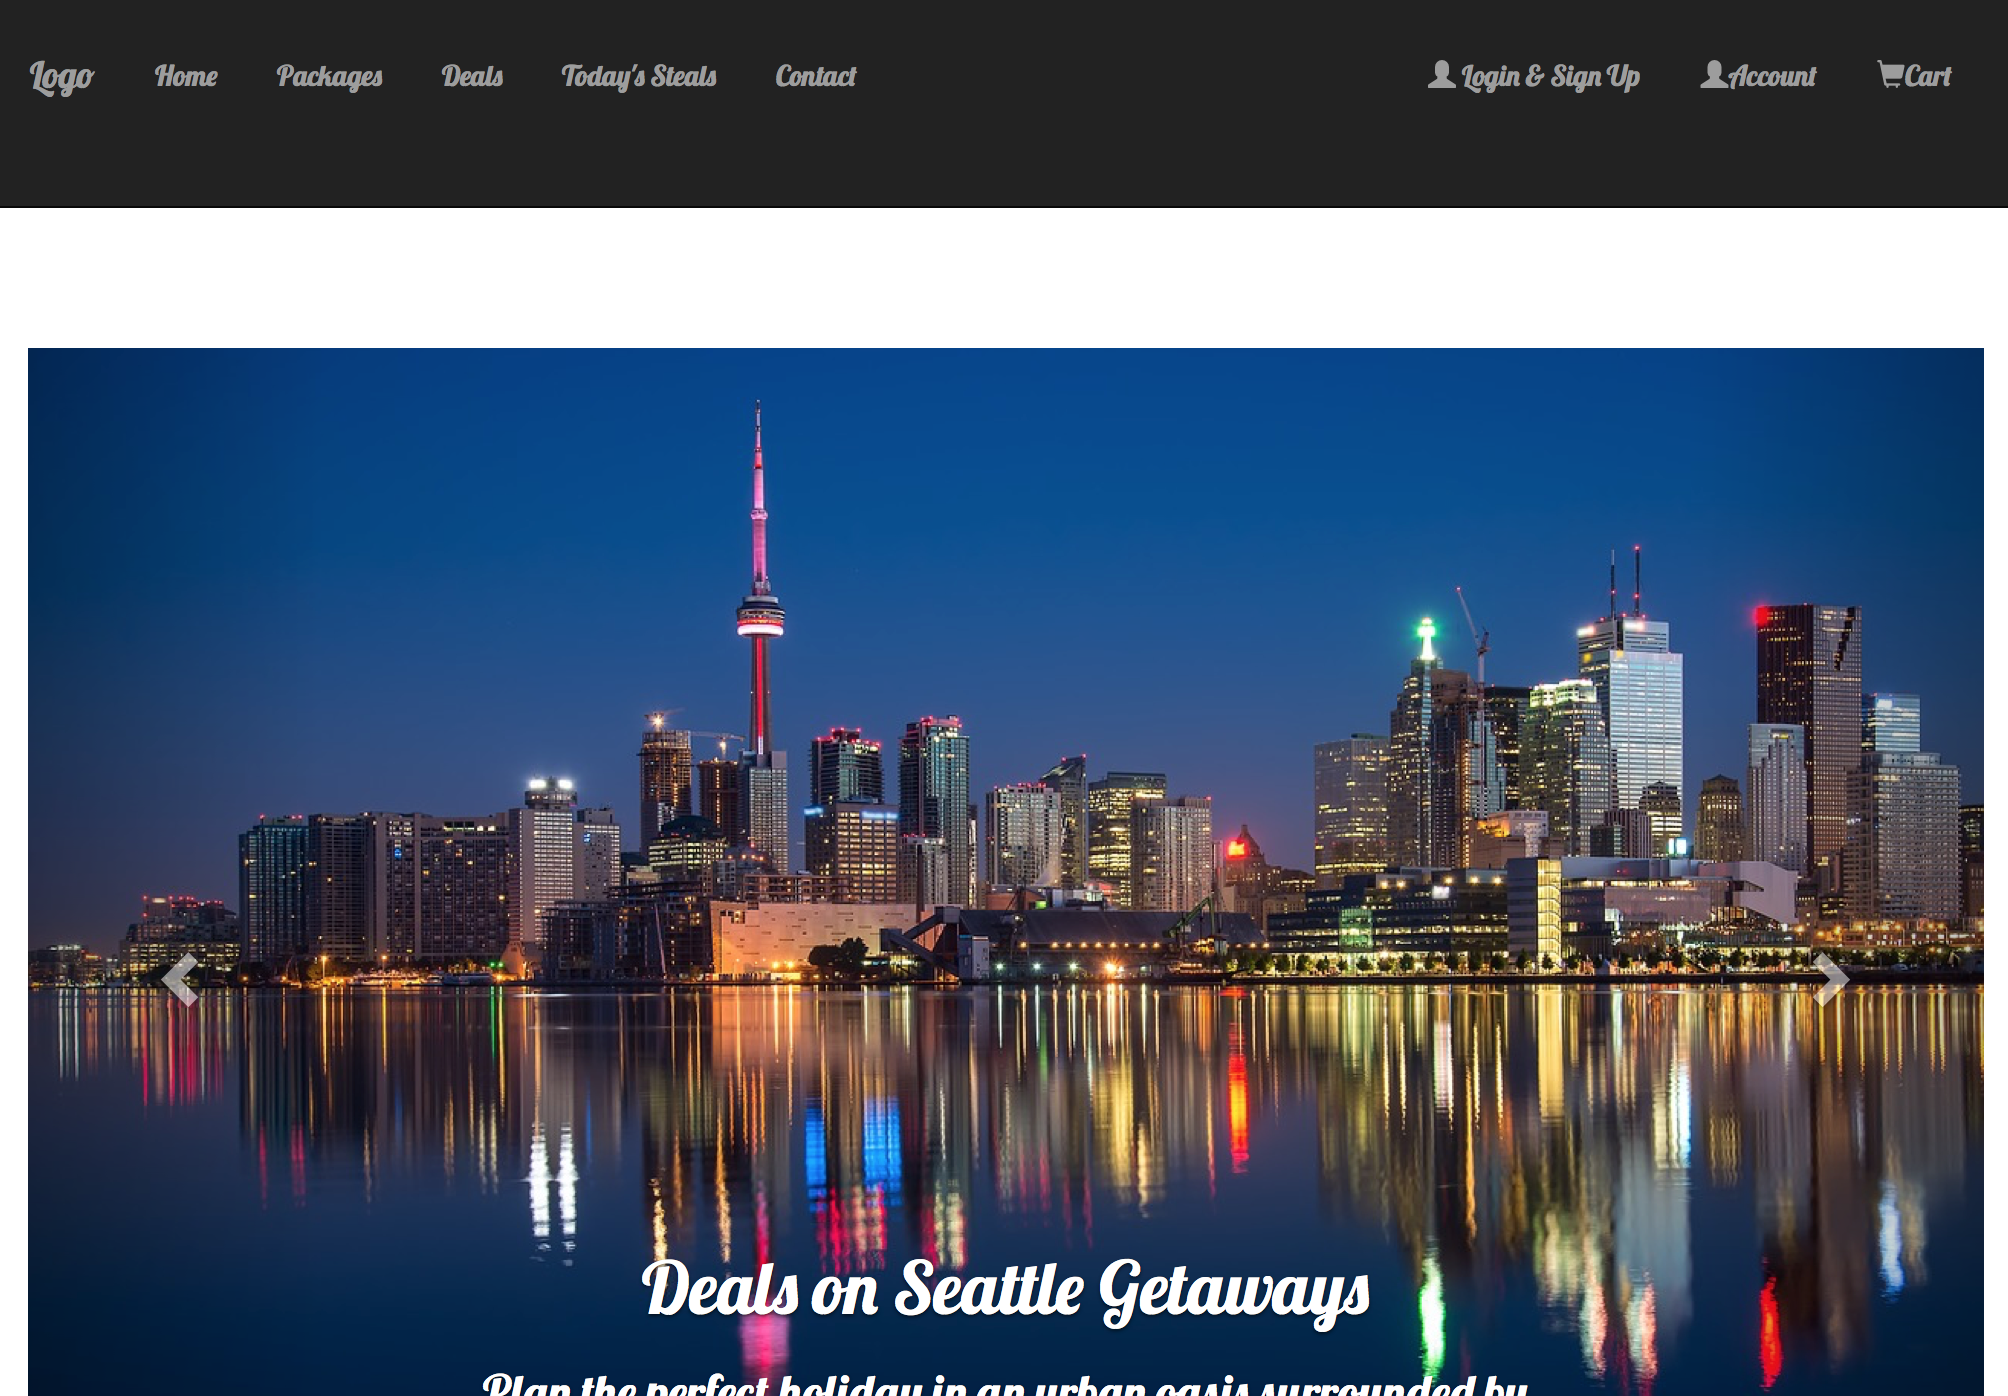 Logo Home Packages Deals Today's Steals Contact Login & Sign Up Account Cart
Deals on Seattle Getaways
Plan the perfect holiday in an urban oasis surrounded by